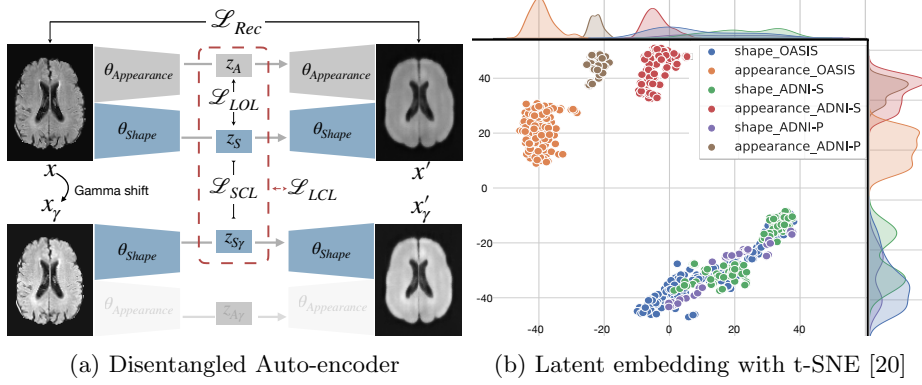 ℒRec
θAppearance zA θAppearance
ℒLOL
θShape zS θShape
x x'
Gamma shift ℒSCL ℒLCL
xγ x'γ
θShape zSγ θShape
θAppearance zAγ θAppearance
(a) Disentangled Auto-encoder
shape_OASIS
appearance_OASIS
shape_ADNI-S
appearance_ADNI-S
shape_ADNI-P
appearance_ADNI-P
40
20
0
-20
-40
-40 -20 0 20 40
(b) Latent embedding with t-SNE [20]